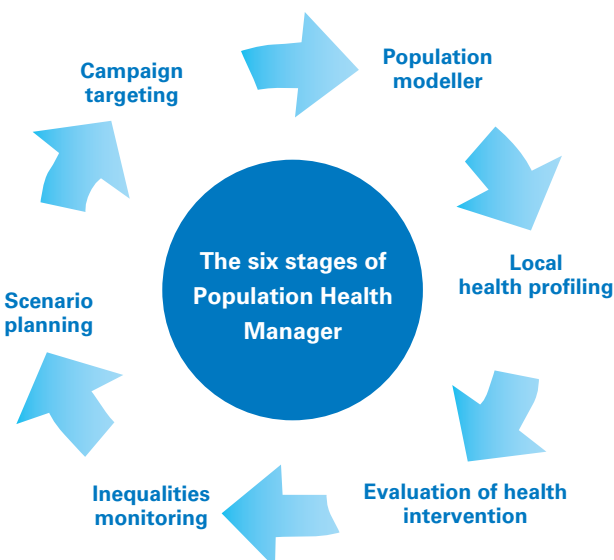 Campaign
targeting
Population
modeller
The six stages of
Population Health
Manager
Local
health profiling
Scenario
planning
Inequalities
monitoring
Evaluation of health
intervention